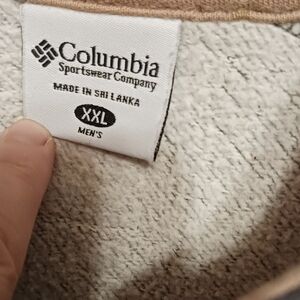 Columbia
Sportswear Company
MADE IN SRI LANKA
XXL
MEN'S